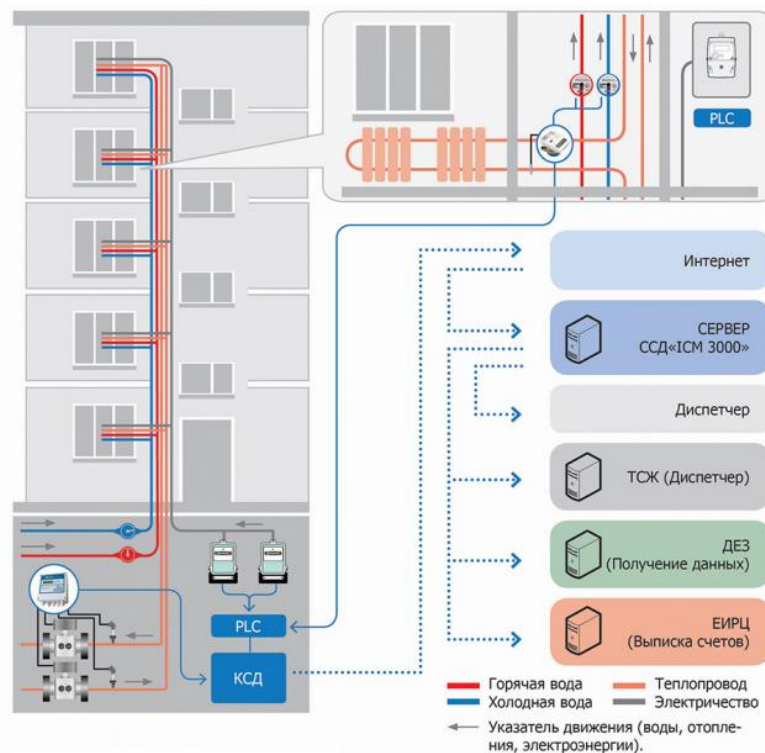 PLC
Интернет
СЕРВЕР
ССД«ICM 3000»
Диспетчер
ТСЖ (Диспетчер)
ДЕЗ
(Получение данных)
ЕИРЦ
(Выписка счетов)
PLC
КСД
Горячая вода
Холодная вода
Теплопровод
Электричество
Указатель движения (воды, отопле-
ния, электроэнергии).